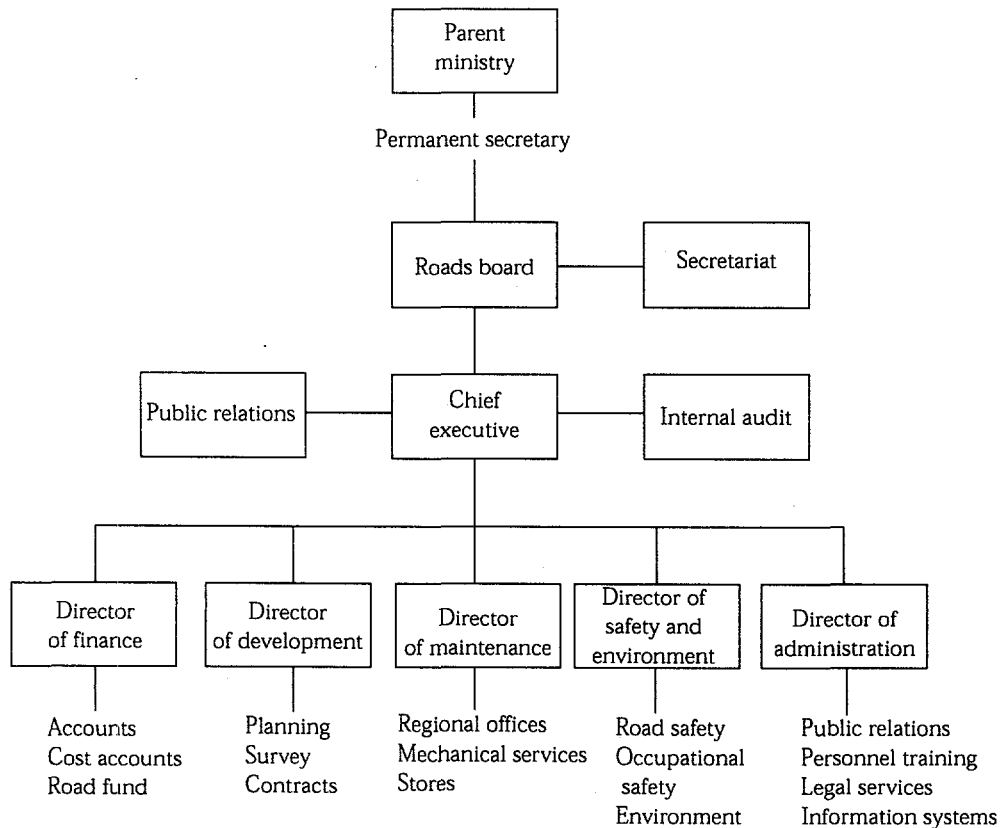 Parent
ministry
Permanent secretary
Roads board
Secretariat
Public relations
Chief
executive
Internal audit
Director
of finance
Director
of development
Director
of maintenance
Director of
safety and
environment
Director of
administration
Accounts
Cost accounts
Road fund
Planning
Survey
Contracts
Regional offices
Mechanical services
Stores
Road safety
Occupational
safety
Environment
Public relations
Personnel training
Legal services
Information systems